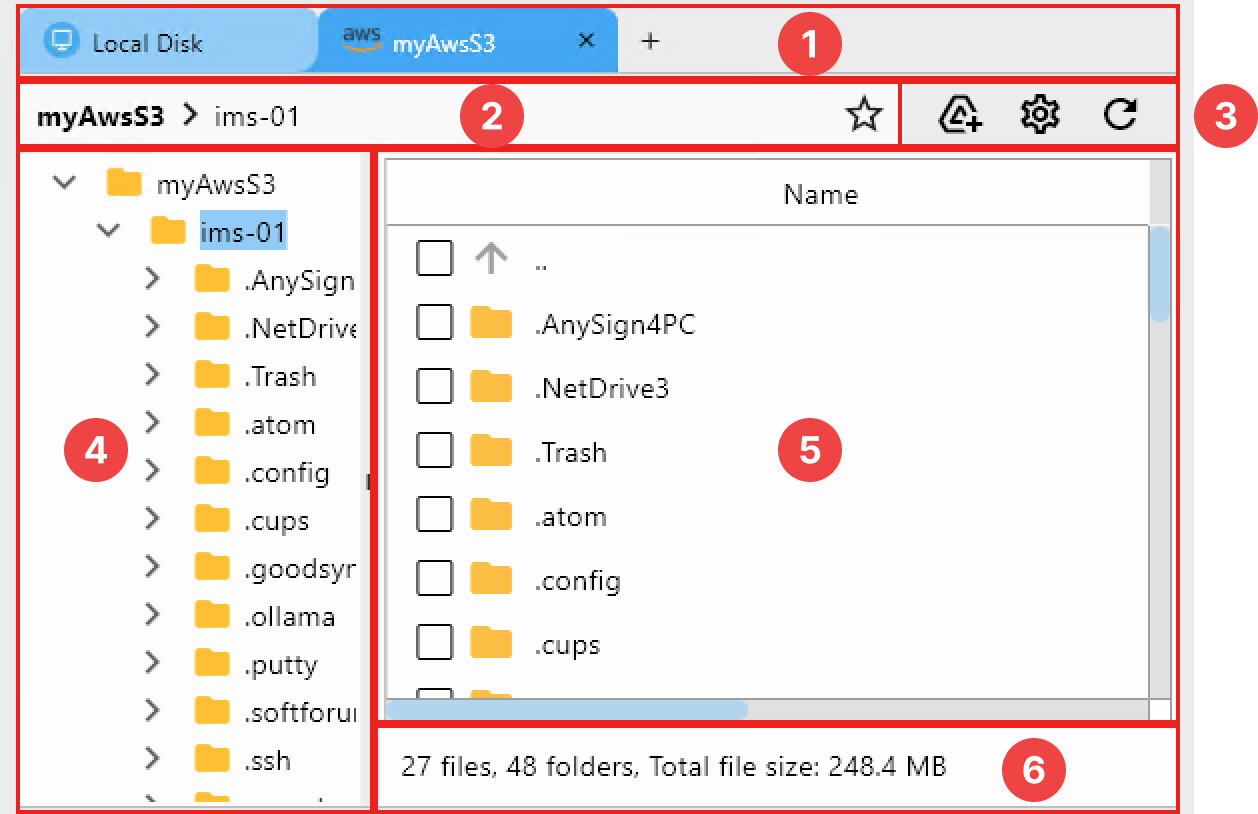 Local Disk aws myAwsS3 × + 1
myAwsS3 > ims-01 2 3
myAwsS3
ims-01
.AnySign
.NetDrive
.Trash
.atom
.config
.cups
.goodsyn
.ollama
.putty
.softforu
.ssh
4
Name
..
.AnySign4PC
.NetDrive3
.Trash
.atom
.config
.cups
5
27 files, 48 folders, Total file size: 248.4 MB 6